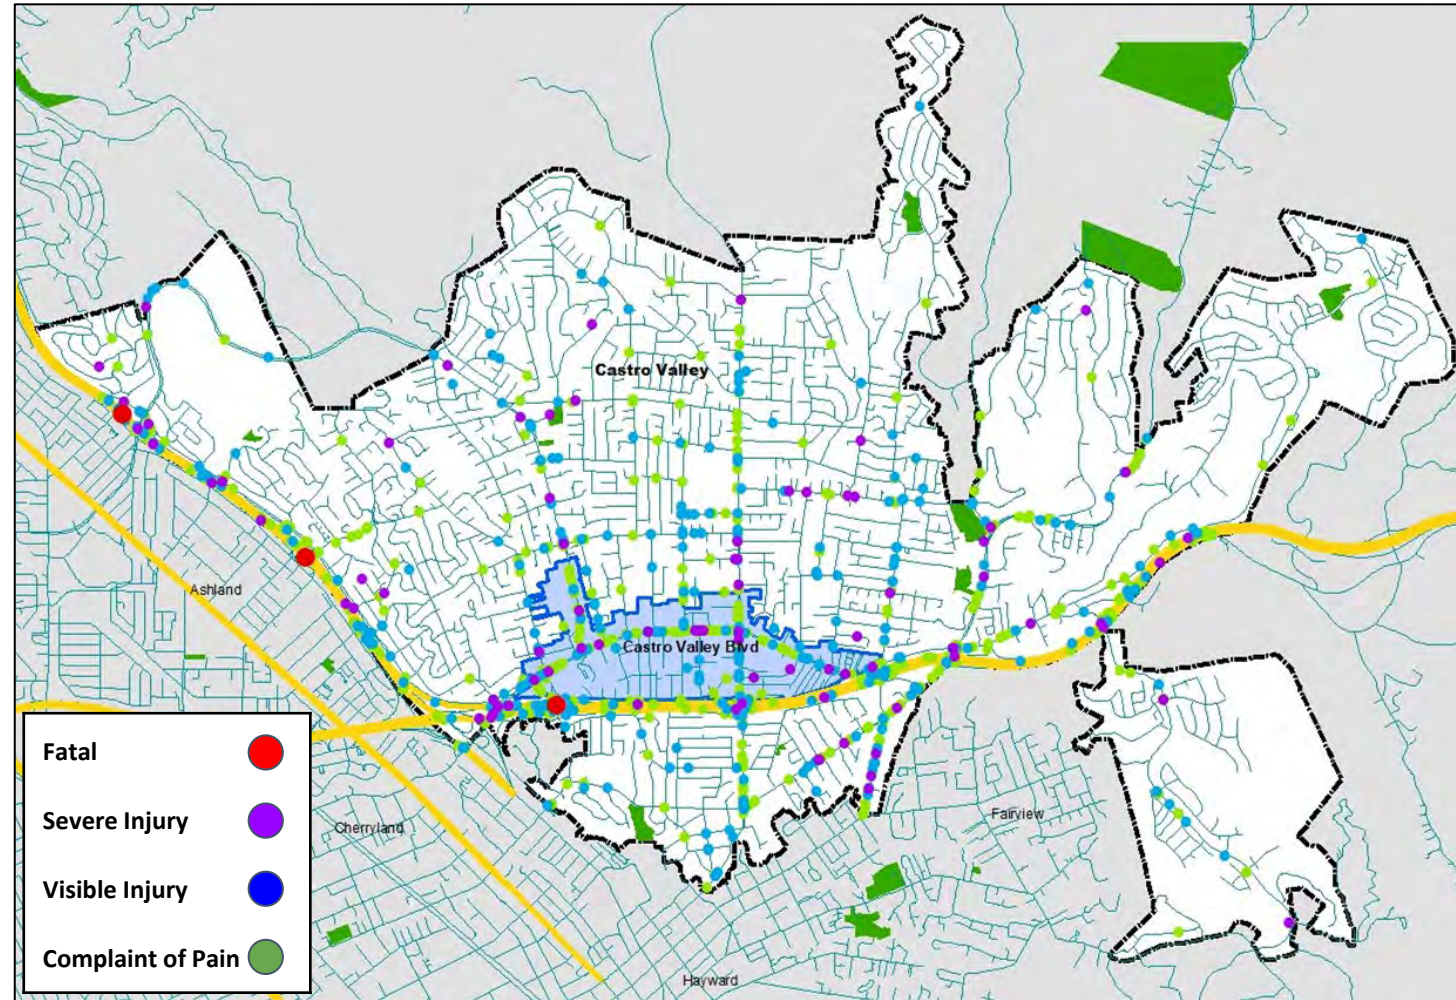 Castro Valley
Ashland
Castro Valley Blvd
Fatal
Severe Injury
Visible Injury
Complaint of Pain
Cherryland
Fairview
Hayward